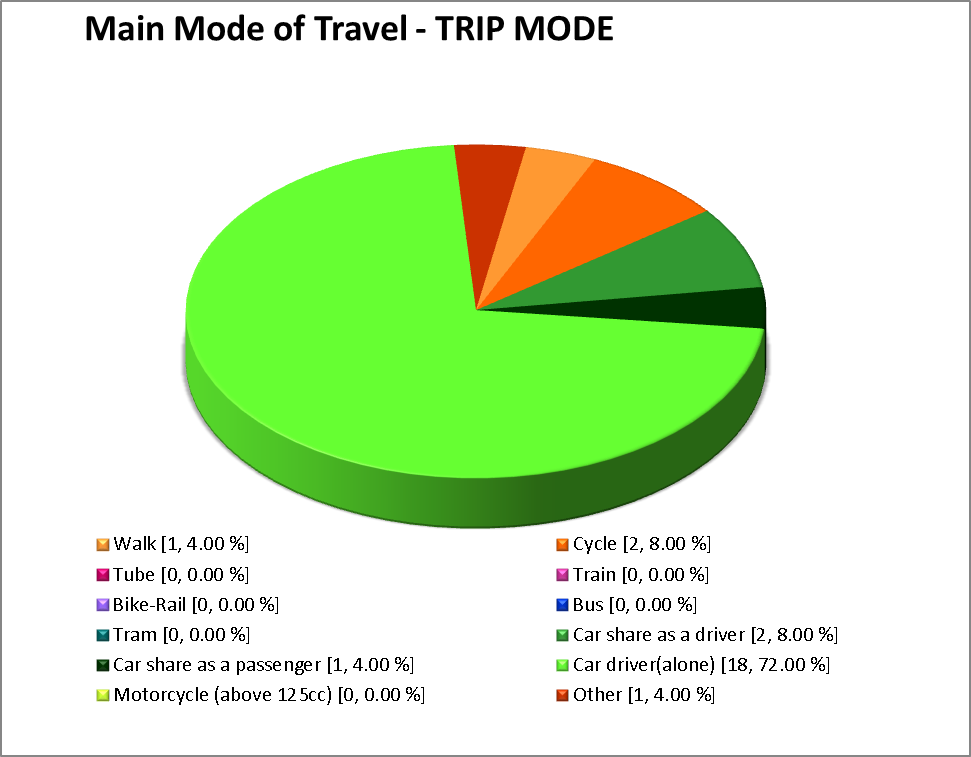 Main Mode of Travel - TRIP MODE
Walk [1, 4.00 %]
Cycle [2, 8.00 %]
Tube [0, 0.00 %]
Train [0, 0.00 %]
Bike-Rail [0, 0.00 %]
Bus [0, 0.00 %]
Tram [0, 0.00 %]
Car share as a driver [2, 8.00 %]
Car share as a passenger [1, 4.00 %]
Car driver(alone) [18, 72.00 %]
Motorcycle (above 125cc) [0, 0.00 %]
Other [1, 4.00 %]